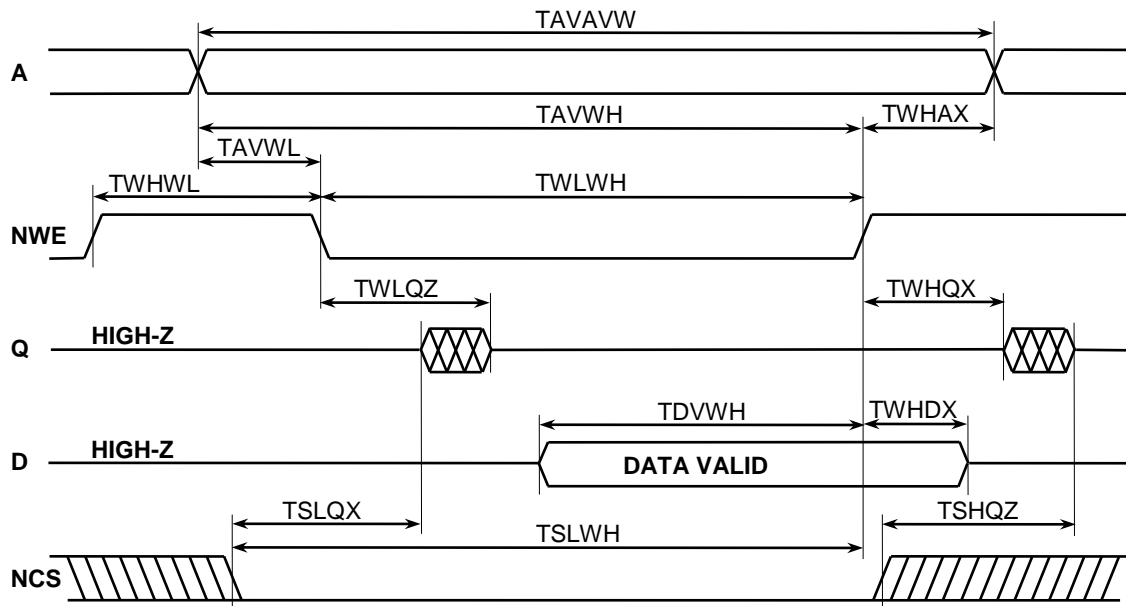 TAVAVW
A
TAVWH
TWHAX
TAVWL
TWHWL
TWLWH
NWE
TWLQZ
TWHQX
HIGH-Z
Q
TDVWH
TWHDX
HIGH-Z
D
DATA VALID
TSLQX
TSHQZ
TSLWH
NCS